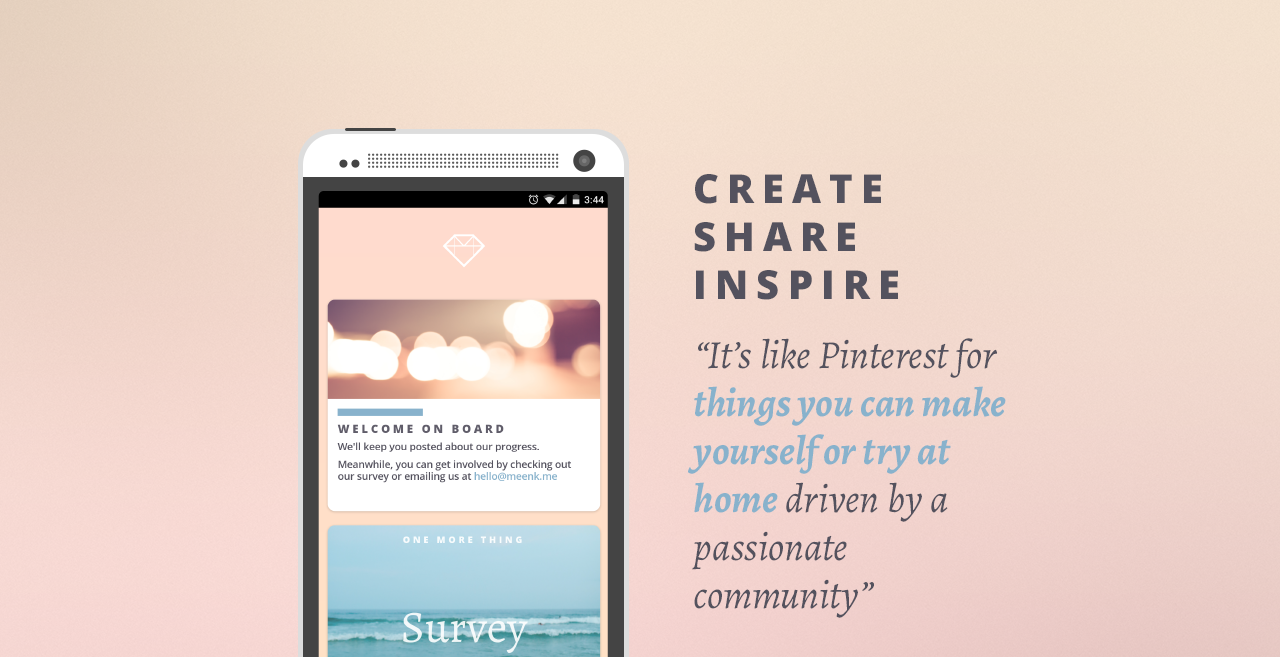 3:44
WELCOME ON BOARD
We'll keep you posted about our progress.
Meanwhile, you can get involved by checking out
our survey or emailing us at hello@meenk.me
ONE MORE THING
Survey
CREATE
SHARE
INSPIRE
“It’s like Pinterest for
things you can make
yourself or try at
home driven by a
passionate
community”